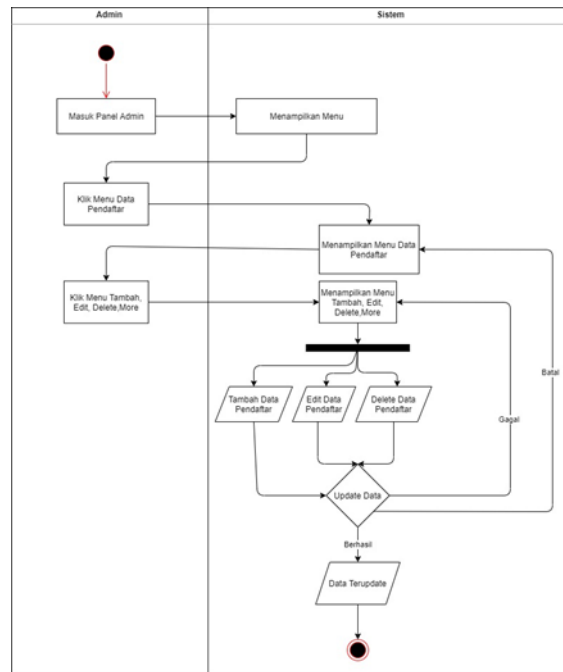 Admin
Sistem
Masuk Panel Admin
Menampilkan Menu
Klik Menu Data
Pendaftar
Menampilkan Menu Data
Pendaftar
Klik Menu Tambah,
Edit, Delete,More
Menampilkan Menu
Tambah, Edit,
Delete,More
Batal
Tambah Data
Pendaftar
Edit Data
Pendaftar
Delete Data
Pendaftar
Gagal
Update Data
Berhasil
Data Terupdate